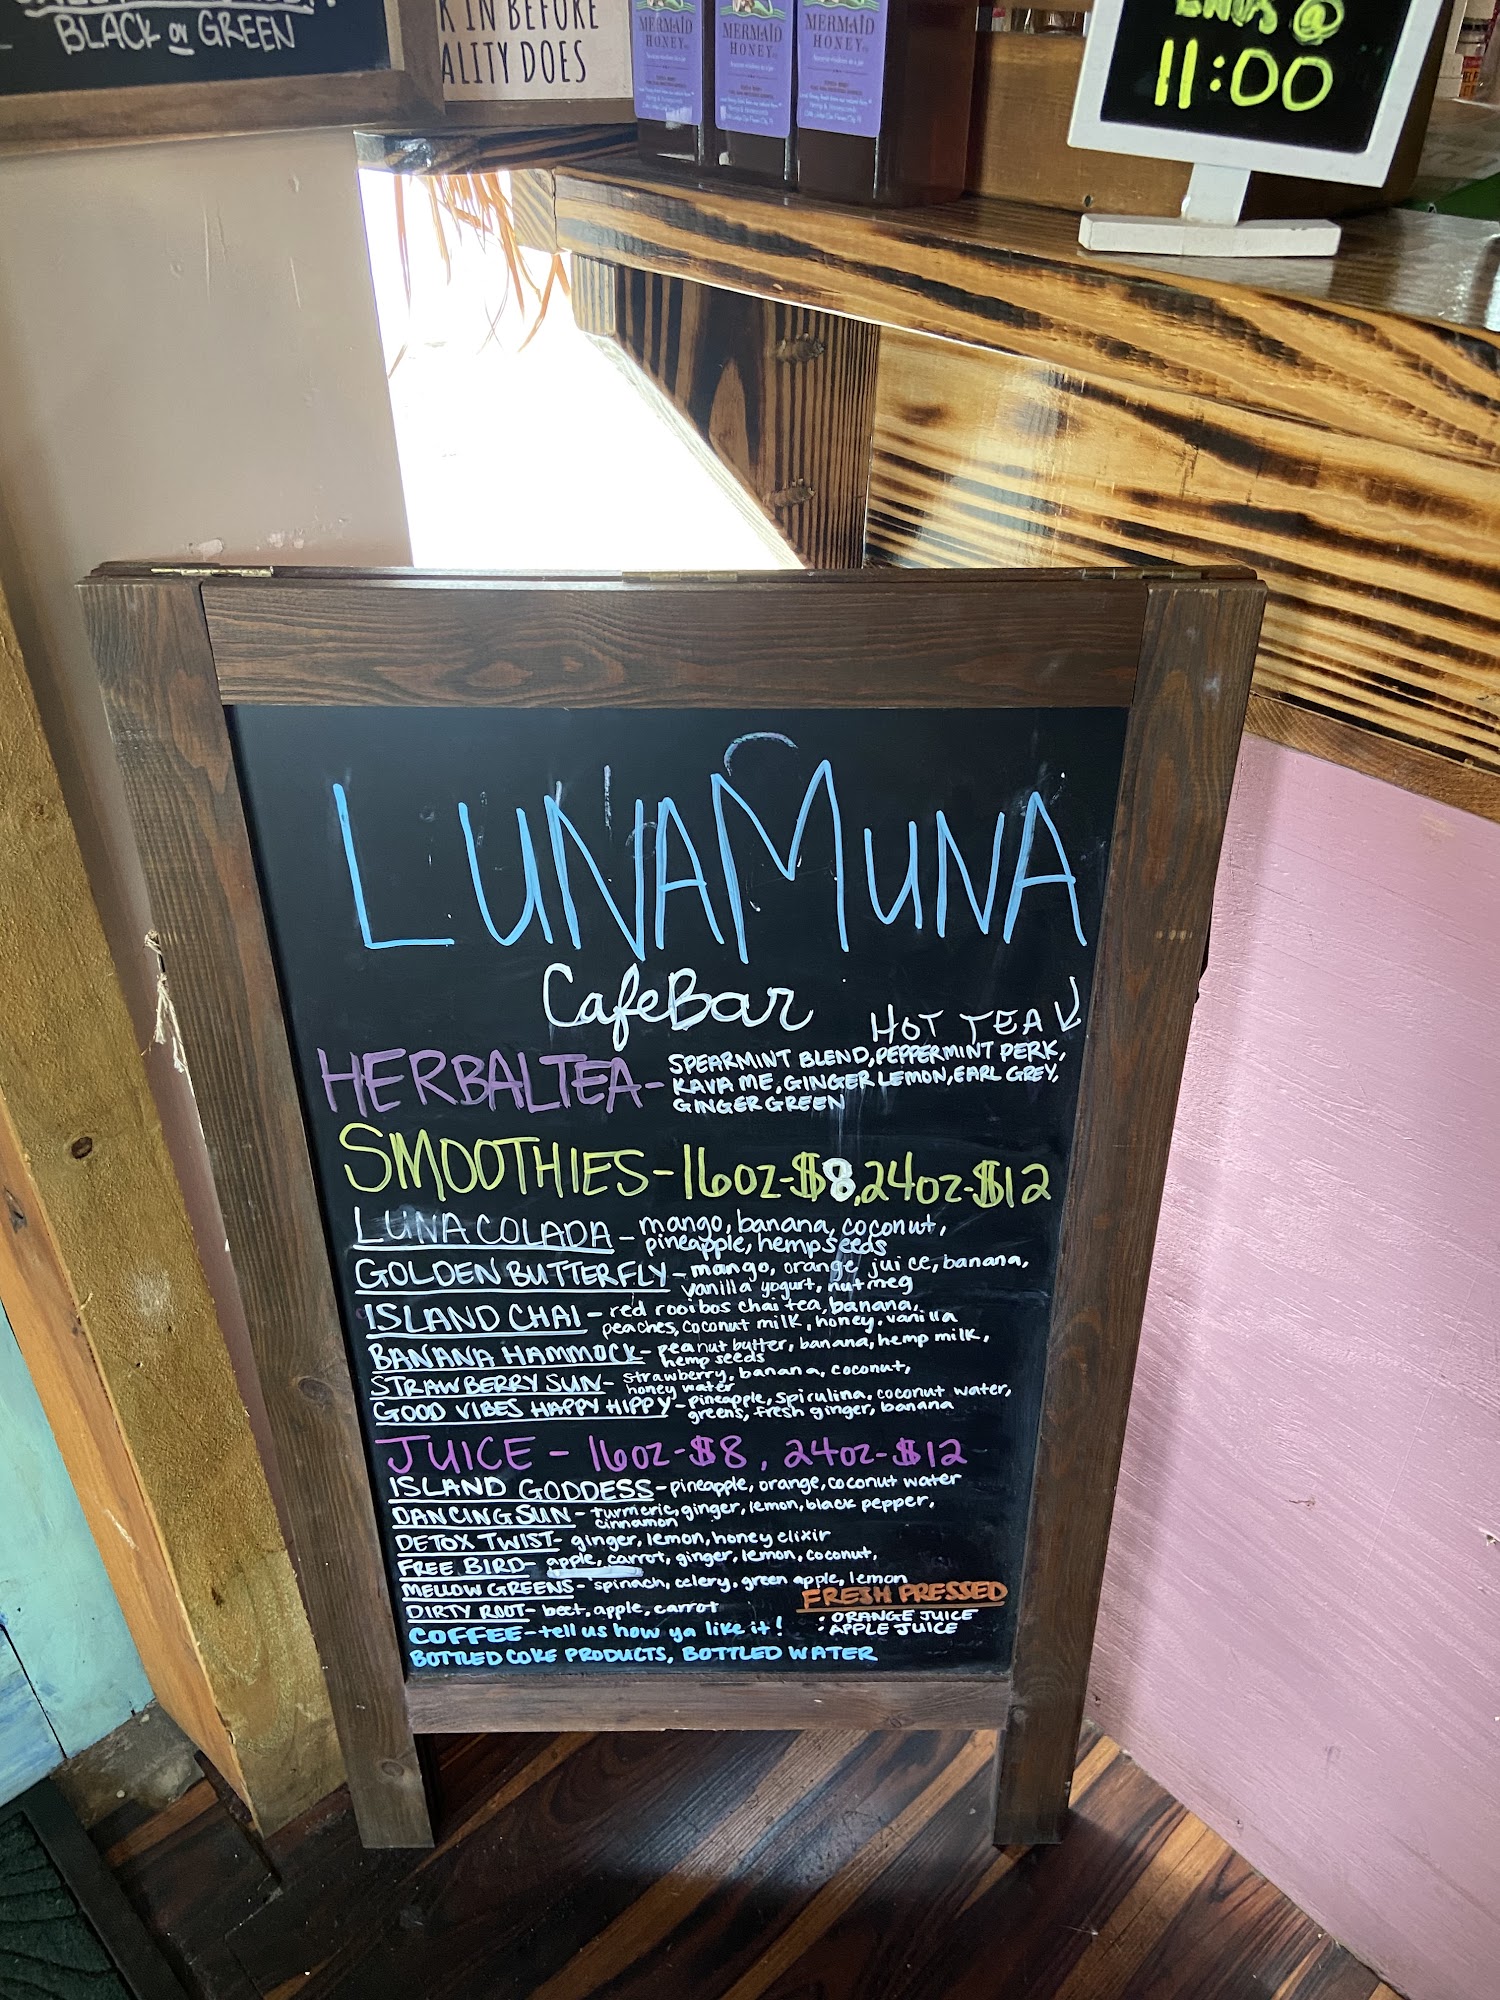 BLACK or GREEN
K IN BEFORE
ALITY DOES
MERMAID
HONEY
MERMAID
HONEY
MERMAID
HONEY
ENDS @
11:00
LUNAMUNA
CafeBar
HOT TEA
HERBAL TEA- SPEARMINT BLEND, PEPPERMINT PERK,
KAVA ME, GINGER LEMON, EARL GREY,
GINGER GREEN
SMOOTHIES-16oz-$8, 24oz-$12
LUNA COLADA - mango, banana, coconut,
pineapple, hempseeds
GOLDEN BUTTERFLY - mango, orange juice, banana,
vanilla yogurt, nutmeg
ISLAND CHAI - red rooibos chai tea, banana,
peaches, coconut milk, honey, vanilla
BANANA HAMMOCK - peanut butter, banana, hemp milk,
hemp seeds
STRAWBERRY SUN - strawberry, banana, coconut,
honey water
GOOD VIBES HAPPY HIPPY - pineapple, spiculina, coconut water,
greens, fresh ginger, banana
JUICE - 16oz-$8, 24oz-$12
ISLAND GODDESS - pineapple, orange, coconut water
DANCING SUN - turmeric, ginger, lemon, black pepper,
cinnamon
DETOX TWIST - ginger, lemon, honey elixir
FREE BIRD - apple, carrot, ginger, lemon, coconut,
MELLOW GREENS - spinach, celery, green apple, lemon
DIRTY ROOT - beet, apple, carrot
FRESH PRESSED
• ORANGE JUICE
• APPLE JUICE
COFFEE - tell us how ya like it!
BOTTLED COKE PRODUCTS, BOTTLED WATER